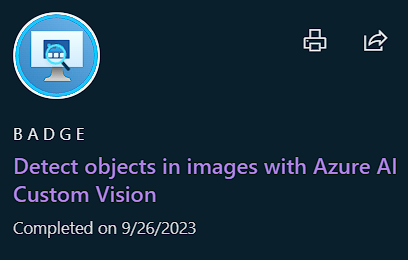 BADGE
Detect objects in images with Azure AI
Custom Vision
Completed on 9/26/2023